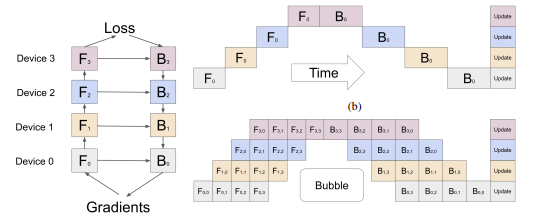 Loss
Device 3 F3 B3
Device 2 F2 B2
Device 1 F1 B1
Device 0 F0 B0
Gradients
F0 B0 Update
F0 B0 Update
F0 B0 Update
F0 B0 Update
Time
(b)
F3,0 F3,1 F3,2 F3,3 B3,3 B3,2 B3,1 B3,0 Update
F2,0 F2,1 F2,2 F2,3 B2,3 B2,2 B2,1 B2,0 Update
F1,0 F1,1 F1,2 F1,3 B1,3 B1,2 B1,1 B1,0 Update
F0,0 F0,1 F0,2 F0,3 B0,3 B0,2 B0,1 B0,0 Update
Bubble